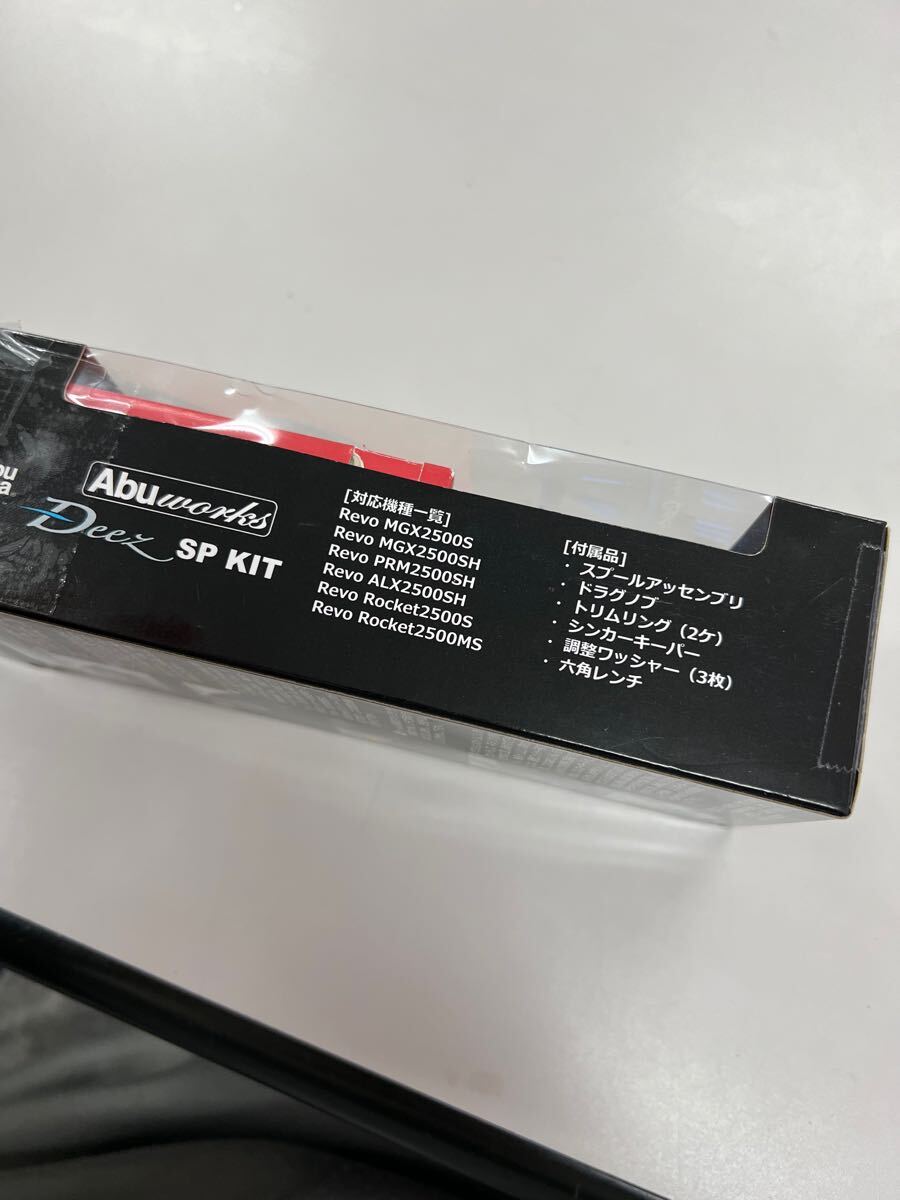 Abuworks
Deez SP KIT
[対応機種一覧]
Revo MGX2500S
Revo MGX2500SH
Revo PRM2500SH
Revo ALX2500SH
Revo Rocket2500S
Revo Rocket2500MS
[付属品]
・スプールアッセンブリ
・ドラグノブ
・トリムリング（2ケ）
・シンカーキーパー
・調整ワッシャー（3枚）
・六角レンチ